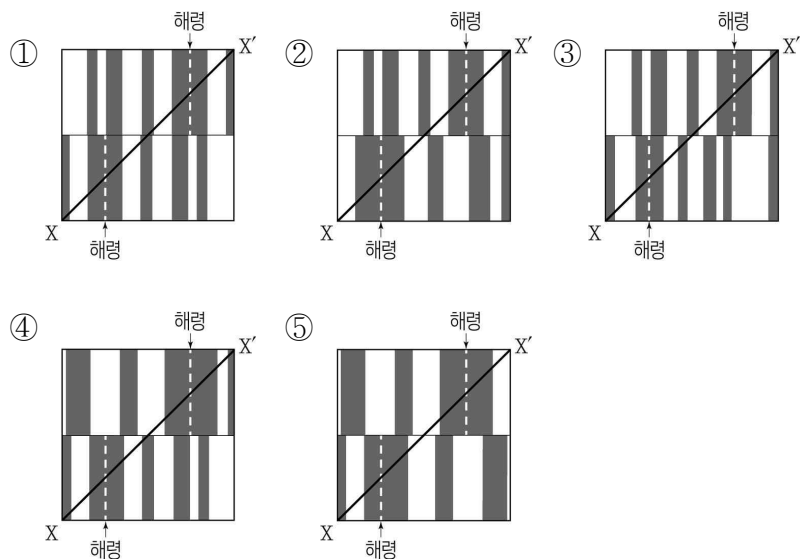 ① 해령 X′ X 해령
② 해령 X′ X 해령
③ 해령 X′ X 해령
④ 해령 X′ X 해령
⑤ 해령 X′ X 해령